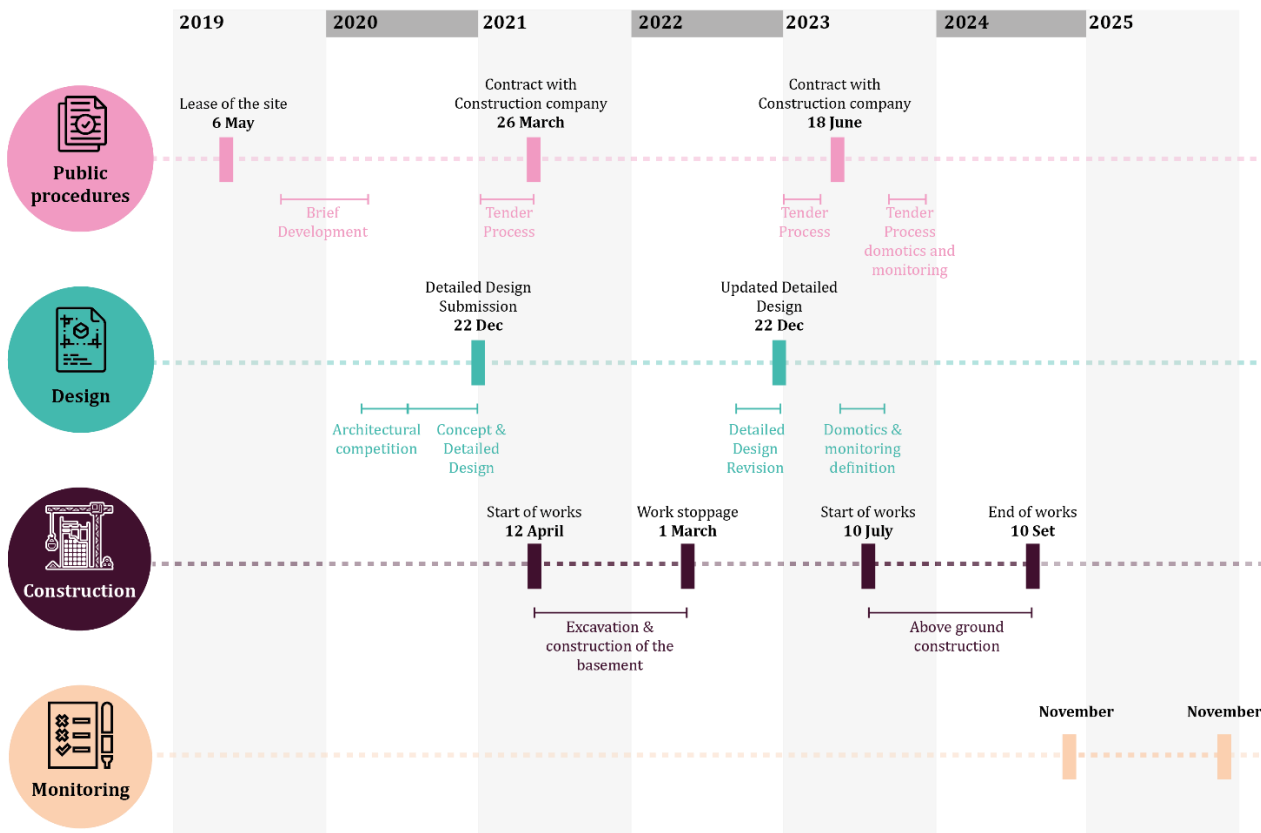 2019
2020
2021
2022
2023
2024
2025
Public
procedures
Lease of the site
6 May
Contract with
Construction company
26 March
Contract with
Construction company
18 June
Brief
Development
Tender
Process
Tender
Process
Tender
Process
domotics and
monitoring
Design
Detailed Design
Submission
22 Dec
Updated Detailed
Design
22 Dec
Architectural
competition
Concept &
Detailed
Design
Detailed
Design
Revision
Domotics &
monitoring
definition
Construction
Start of works
12 April
Work stoppage
1 March
Start of works
10 July
End of works
10 Set
Excavation &
construction of the
basement
Above ground
construction
Monitoring
November
November